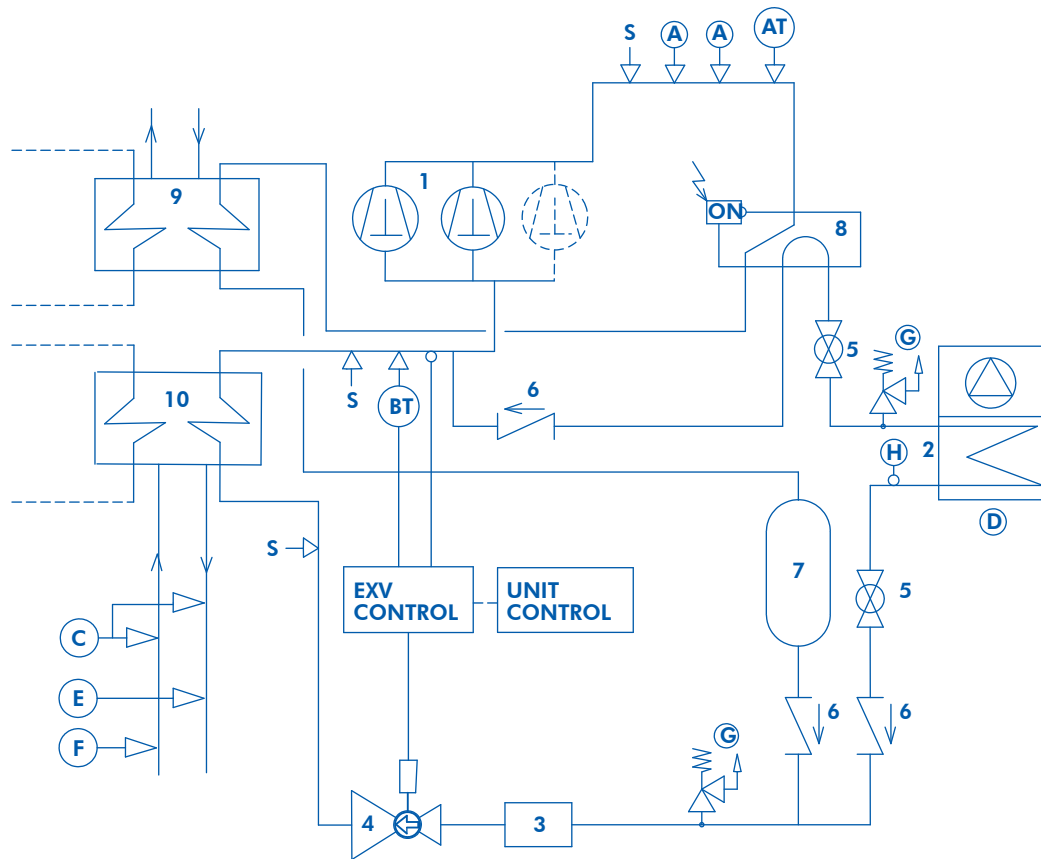 S A A AT
9 1
ON
8
5 G
S BT 6
10
H 2
D
S
EXV
CONTROL
UNIT
CONTROL
7
5
C
E
6 6
F
G
4 3